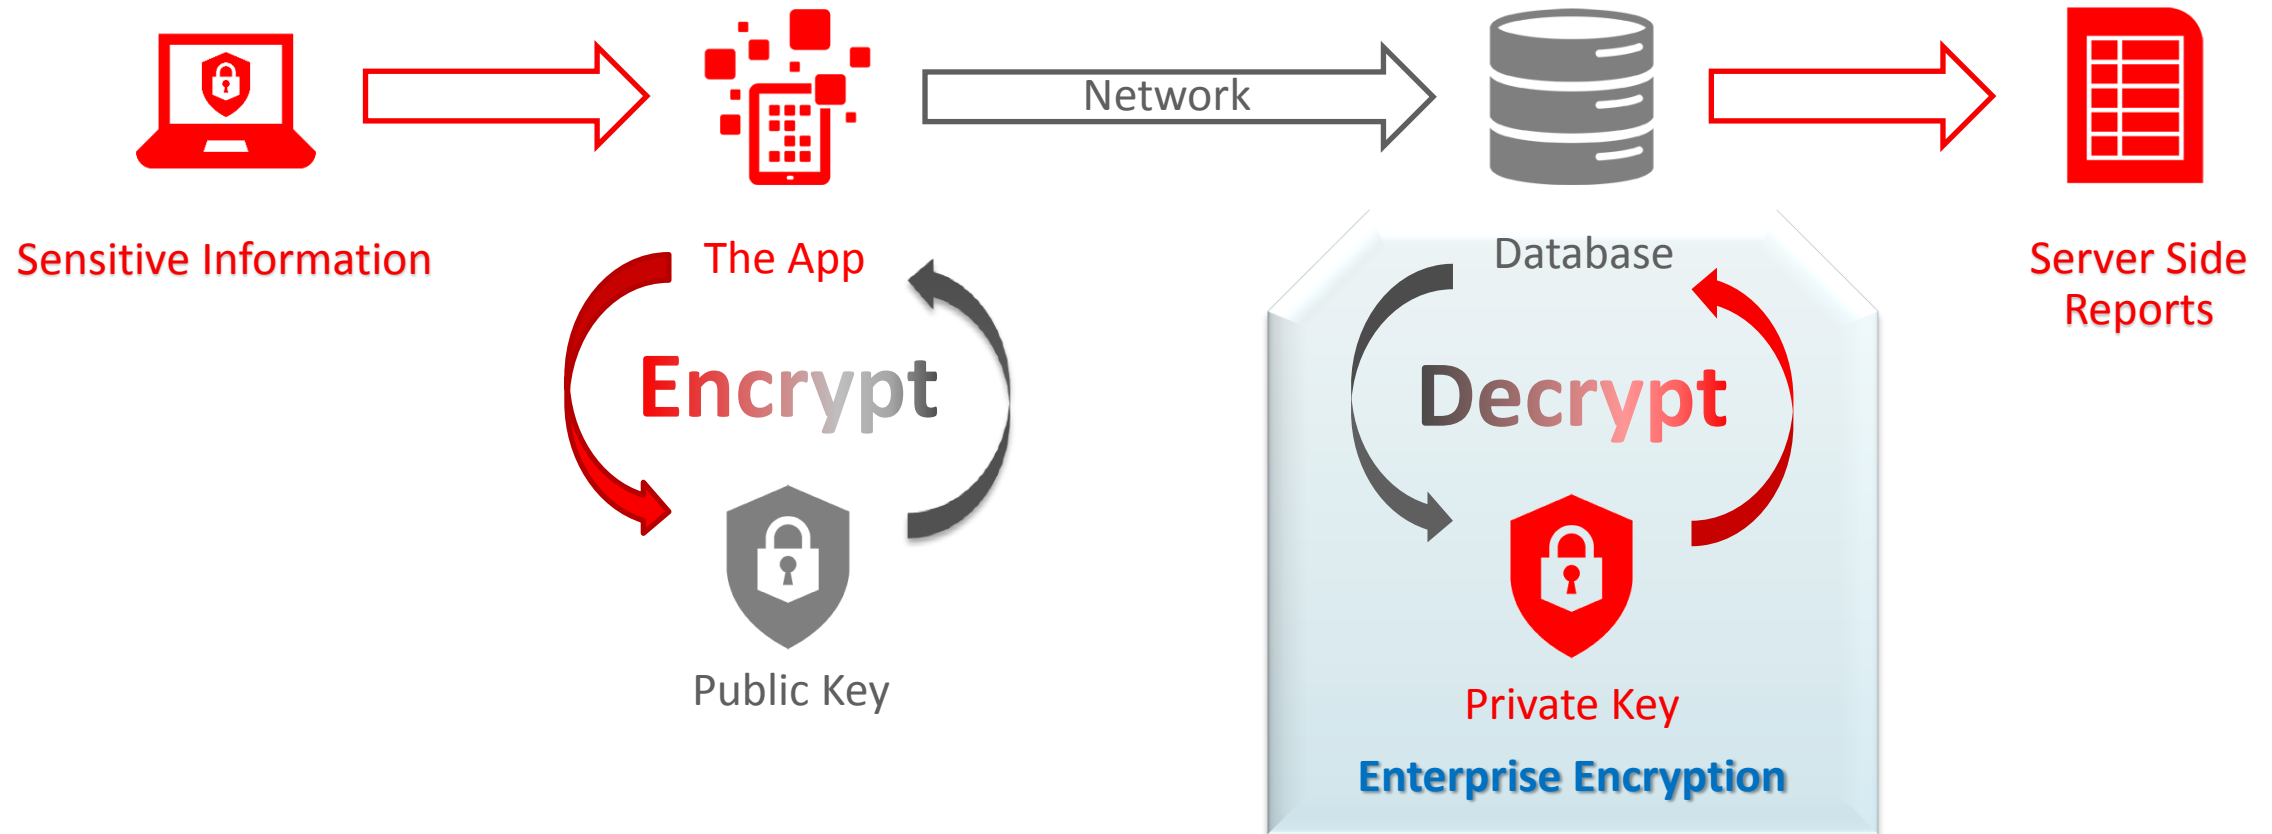 Network
Sensitive Information
The App
Database
Server Side
Reports
Encrypt
Decrypt
Public Key
Private Key
Enterprise Encryption